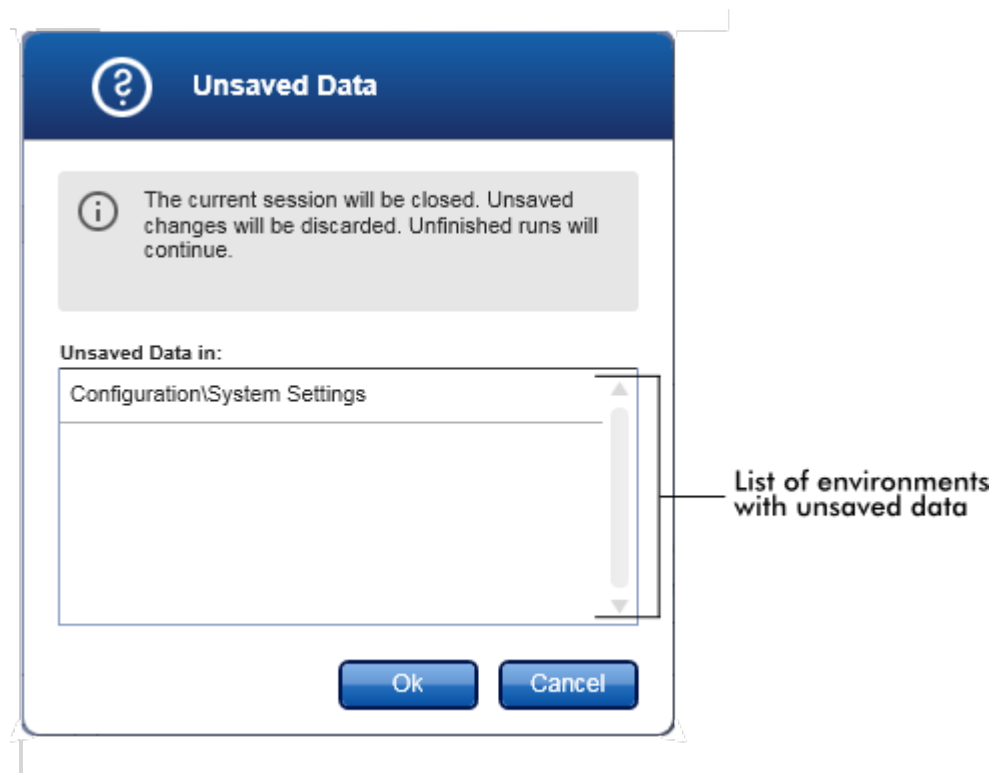 Unsaved Data
The current session will be closed. Unsaved
changes will be discarded. Unfinished runs will
continue.
Unsaved Data in:
Configuration\System Settings
List of environments
with unsaved data
Ok
Cancel